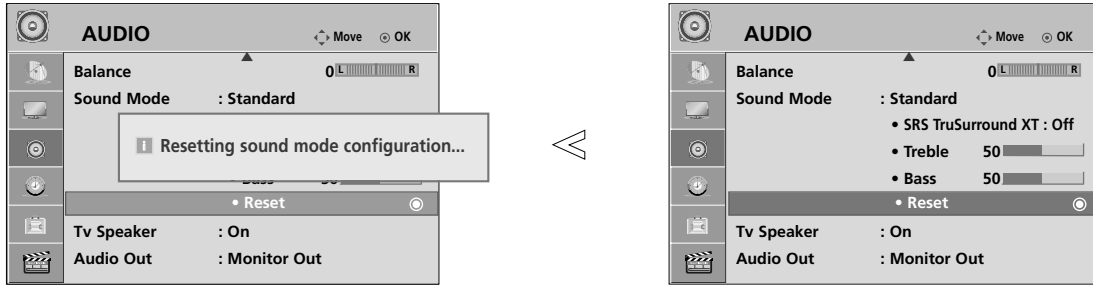 AUDIO Move OK
Balance 0 L R
Sound Mode : Standard
i Resetting sound mode configuration...
• Bass 50
• Reset
Tv Speaker : On
Audio Out : Monitor Out
AUDIO Move OK
Balance 0 L R
Sound Mode : Standard
• SRS TruSurround XT : Off
• Treble 50
• Bass 50
• Reset
Tv Speaker : On
Audio Out : Monitor Out